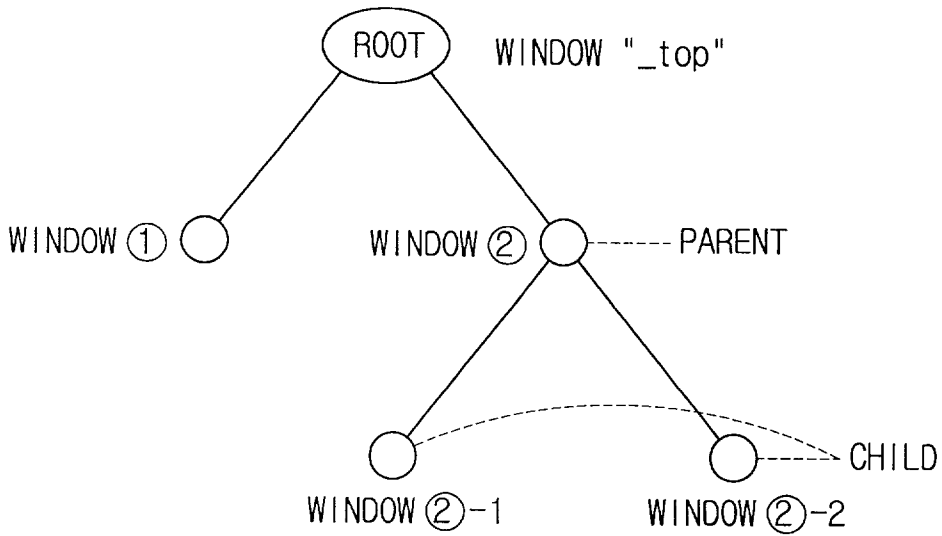 ROOT
WINDOW "_top"
WINDOW ①
WINDOW ②
PARENT
CHILD
WINDOW ②-1
WINDOW ②-2